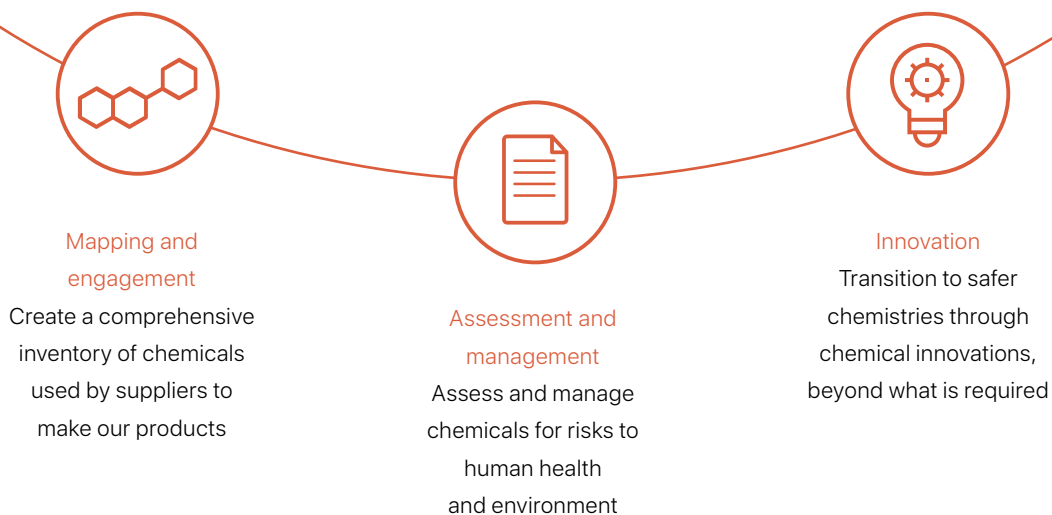 Mapping and
engagement
Create a comprehensive
inventory of chemicals
used by suppliers to
make our products
Assessment and
management
Assess and manage
chemicals for risks to
human health
and environment
Innovation
Transition to safer
chemistries through
chemical innovations,
beyond what is required